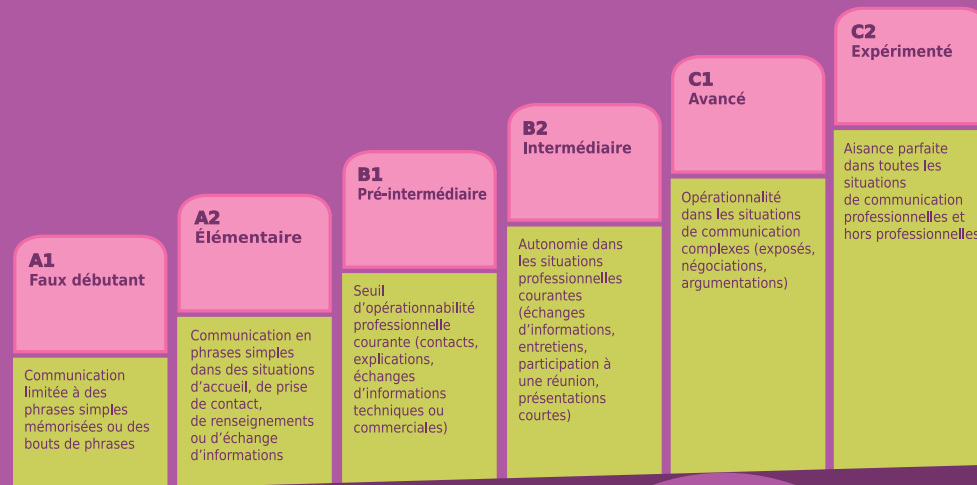 A1
Faux débutant
Communication
limitée à des
phrases simples
mémorisées ou des
bouts de phrases
A2
Élémentaire
Communication en
phrases simples
dans des situations
d'accueil, de prise
de contact,
de renseignements
ou d'échange
d'informations
B1
Pré-intermédiaire
Seuil
d'opérationnabilité
professionnelle
courante (contacts,
explications,
échanges
d'informations
techniques ou
commerciales)
B2
Intermédiaire
Autonomie dans
les situations
professionnelles
courantes
(échanges
d'informations,
entretiens,
participation à
une réunion,
présentations
courtes)
C1
Avancé
Opérationnalité
dans les situations
de communication
complexes (exposés,
négociations,
argumentations)
C2
Expérimenté
Aisance parfaite
dans toutes les
situations
de communication
professionnelles et
hors professionnelles